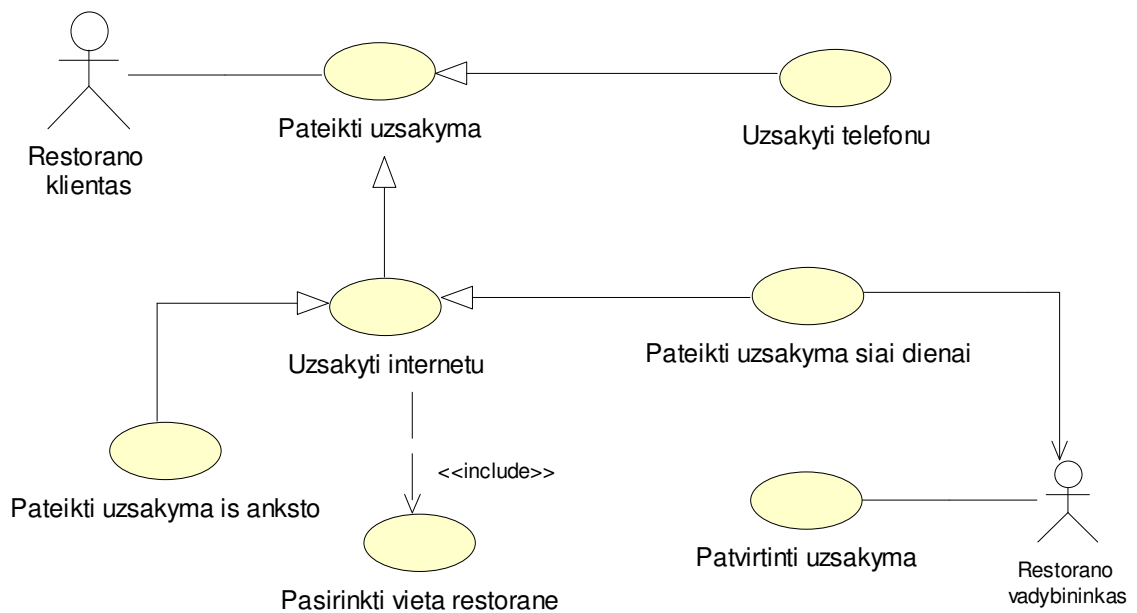 Pateikti uzsakyma
Uzsakyti telefonu
Restorano
klientas
Uzsakyti internetu
Pateikti uzsakyma siai dienai
<<include>>
Pateikti uzsakyma is anksto
Patvirtinti uzsakyma
Restorano
vadybininkas
Pasirinkti vieta restorane